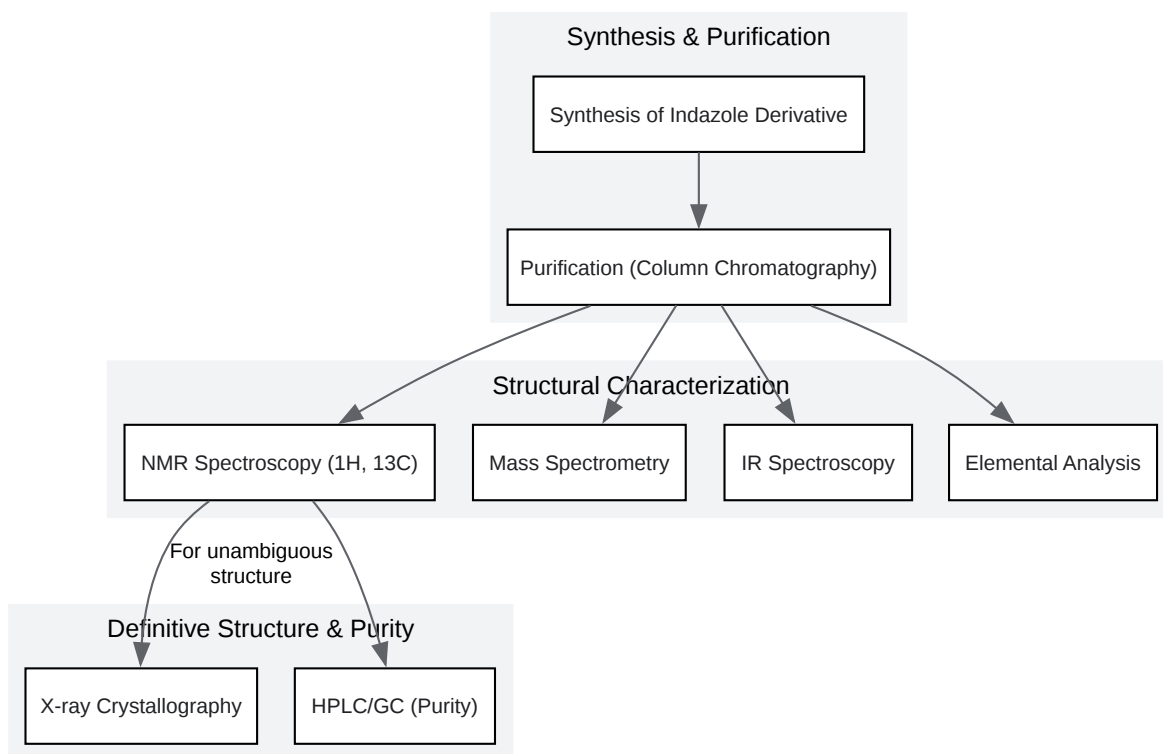 Synthesis & Purification
Synthesis of Indazole Derivative
Purification (Column Chromatography)
Structural Characterization
NMR Spectroscopy (1H, 13C)
Mass Spectrometry
IR Spectroscopy
Elemental Analysis
For unambiguous
structure
Definitive Structure & Purity
X-ray Crystallography
HPLC/GC (Purity)